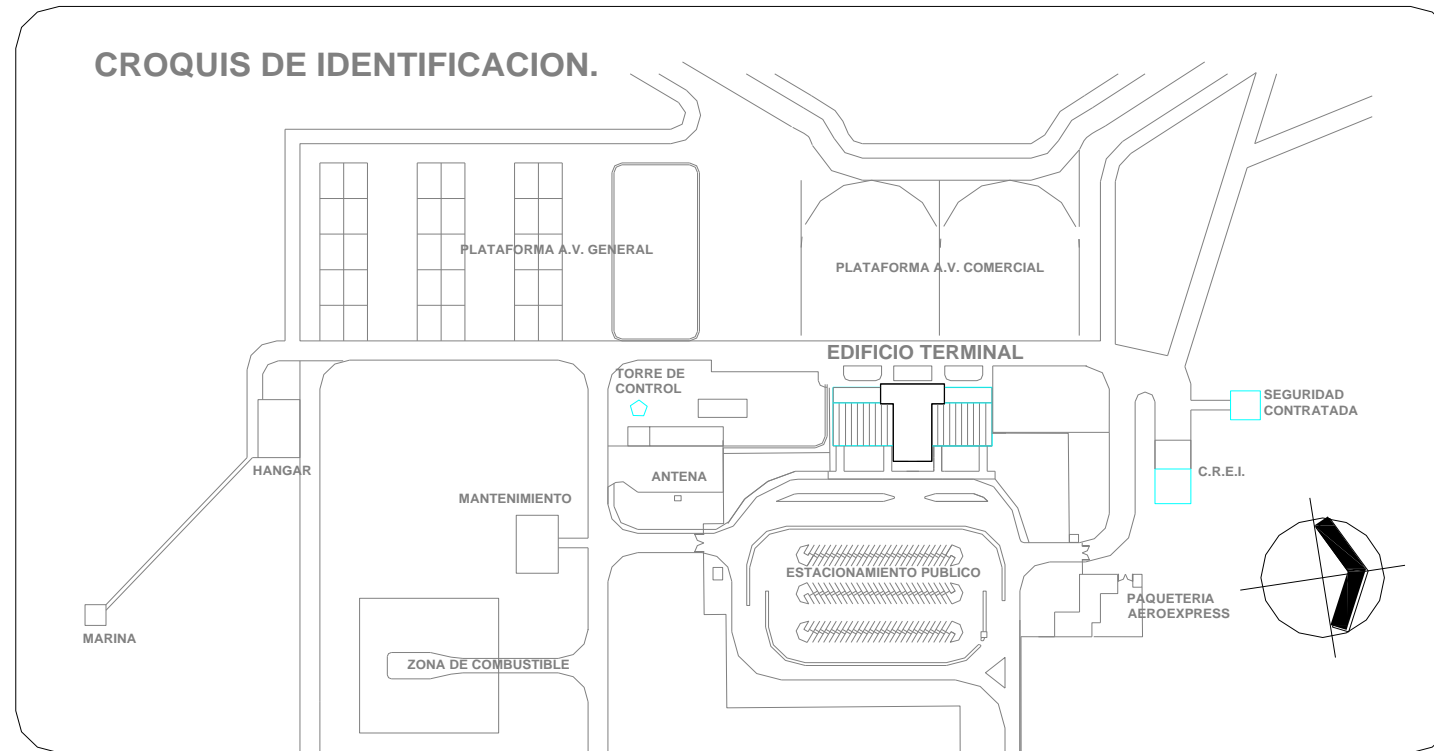 CROQUIS DE IDENTIFICACION.
PLATAFORMA A.V. GENERAL
PLATAFORMA A.V. COMERCIAL
EDIFICIO TERMINAL
TORRE DE
CONTROL
SEGURIDAD
CONTRATADA
HANGAR
ANTENA
C.R.E.I.
MANTENIMIENTO
ESTACIONAMIENTO PUBLICO
PAQUETERIA
AEROEXPRESS
MARINA
ZONA DE COMBUSTIBLE